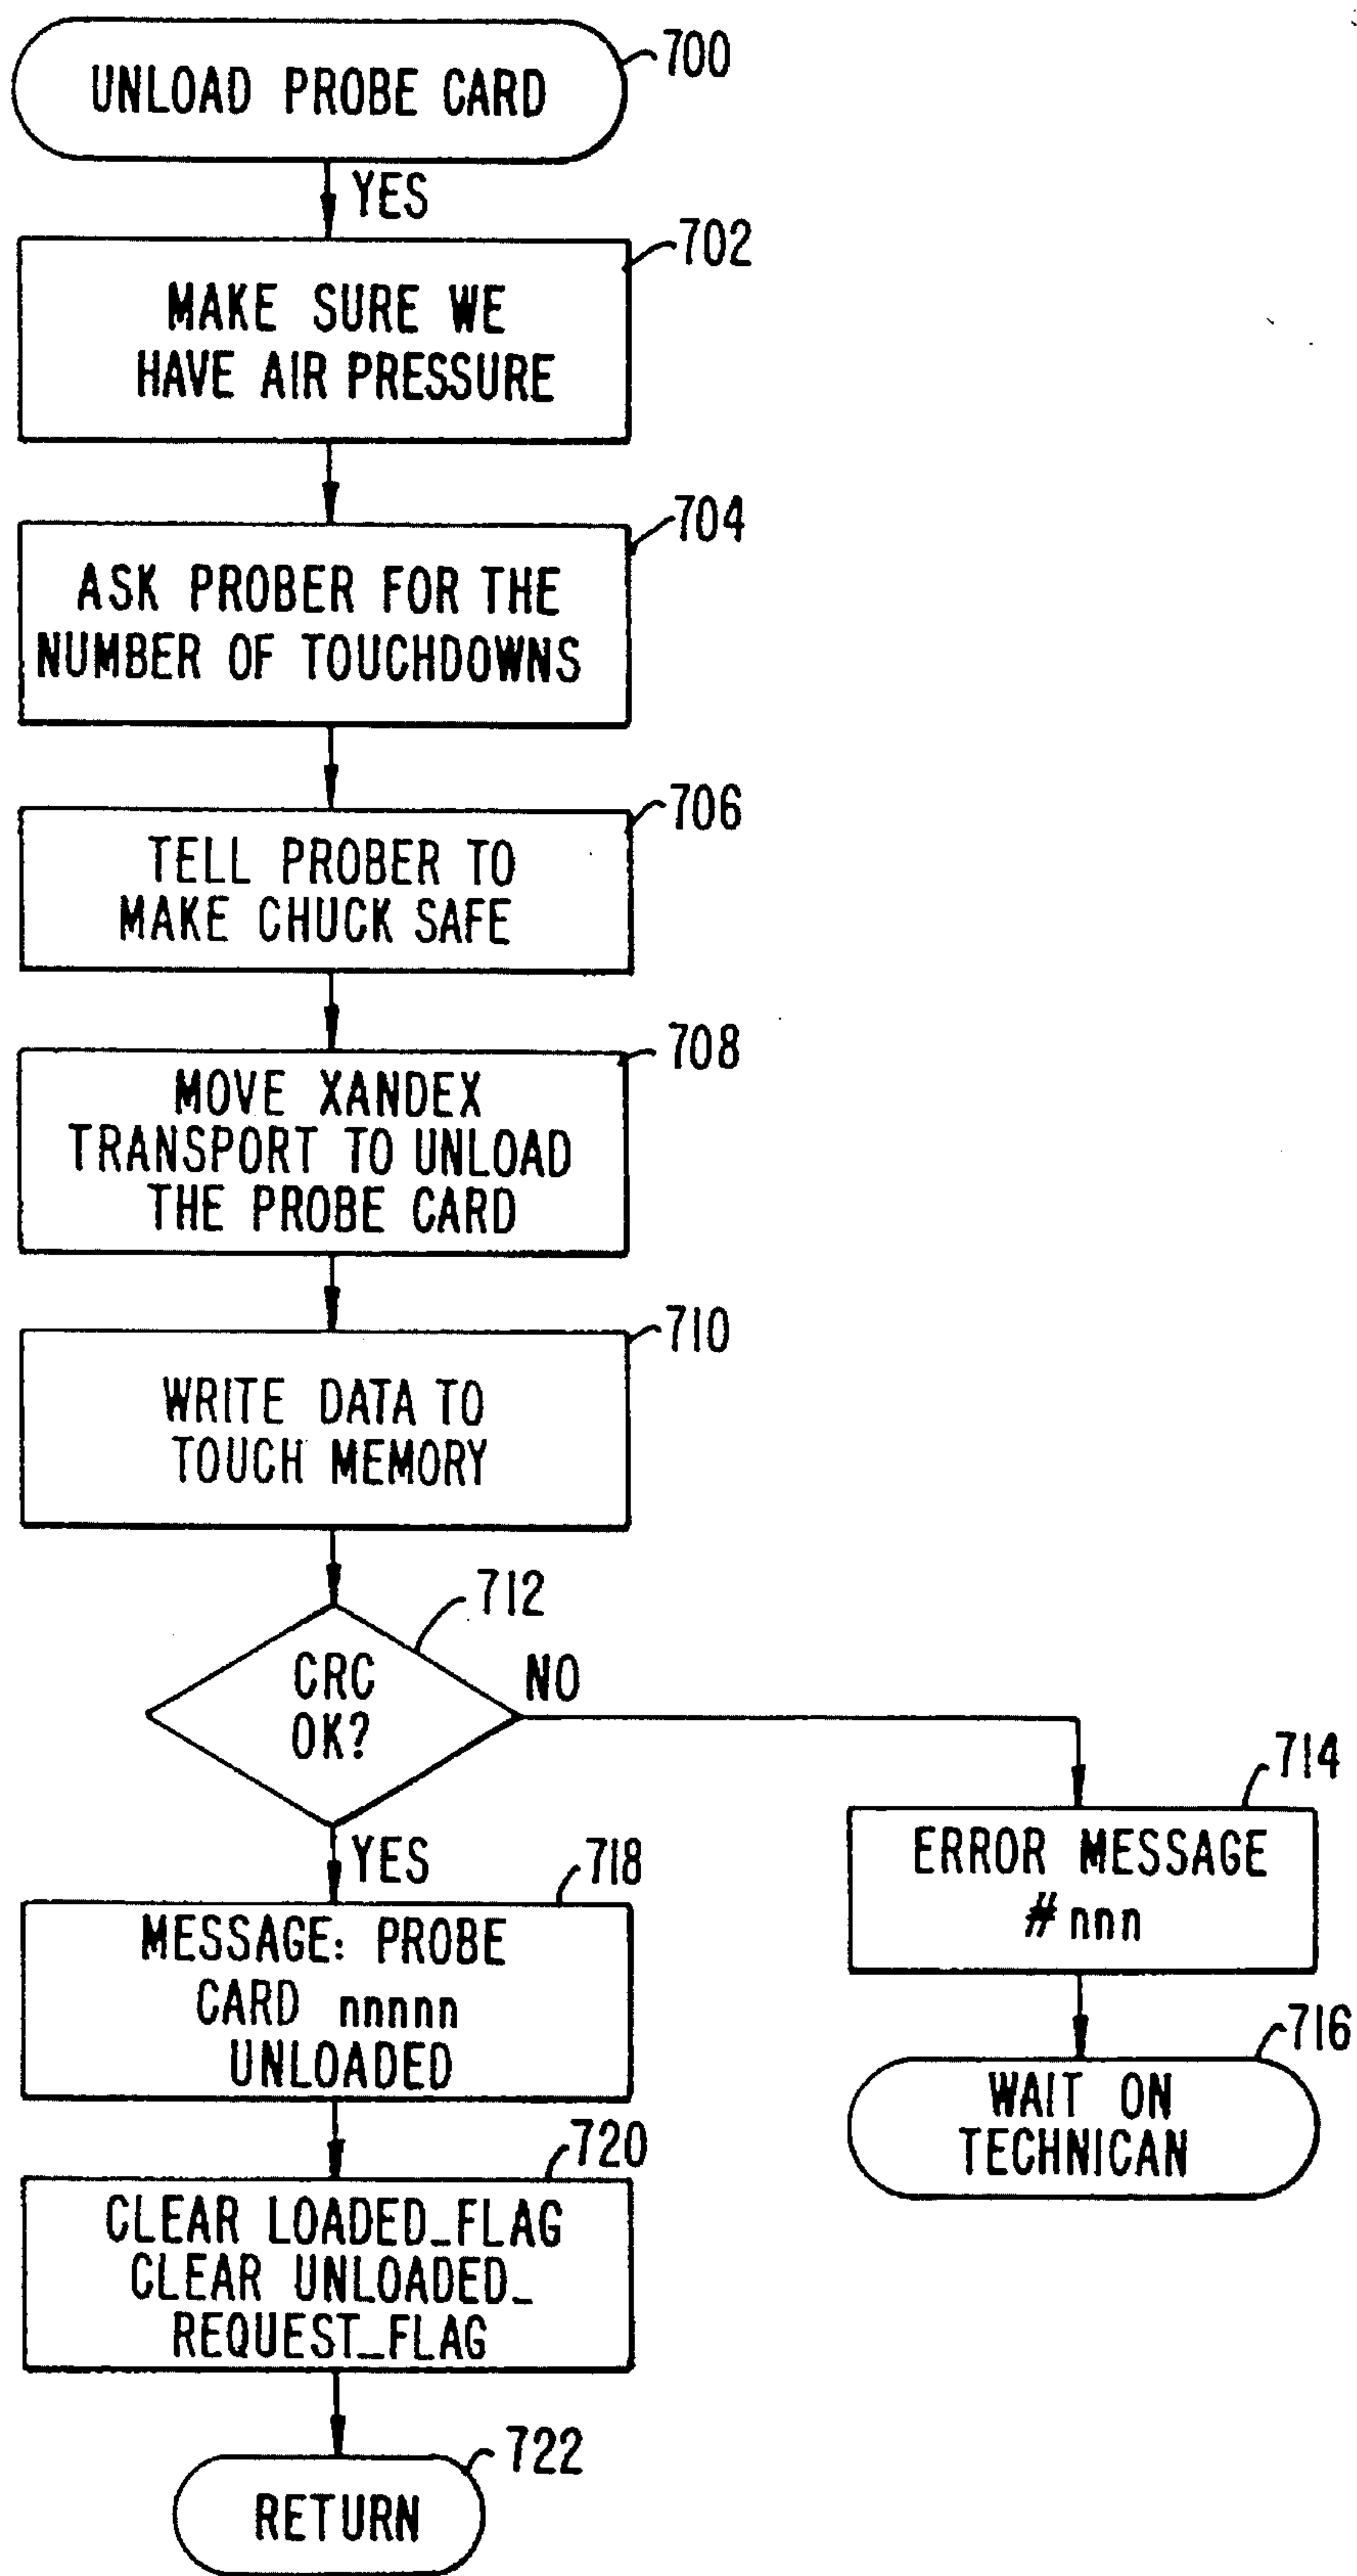 UNLOAD PROBE CARD
700
YES
702
MAKE SURE WE
HAVE AIR PRESSURE
704
ASK PROBER FOR THE
NUMBER OF TOUCHDOWNS
706
TELL PROBER TO
MAKE CHUCK SAFE
708
MOVE XANDEX
TRANSPORT TO UNLOAD
THE PROBE CARD
710
WRITE DATA TO
TOUCH MEMORY
712
CRC
OK?
NO
714
ERROR MESSAGE
#nnn
716
WAIT ON
TECHNICAN
YES
718
MESSAGE: PROBE
CARD nnnnn
UNLOADED
720
CLEAR LOADED_FLAG
CLEAR UNLOADED_
REQUEST_FLAG
722
RETURN